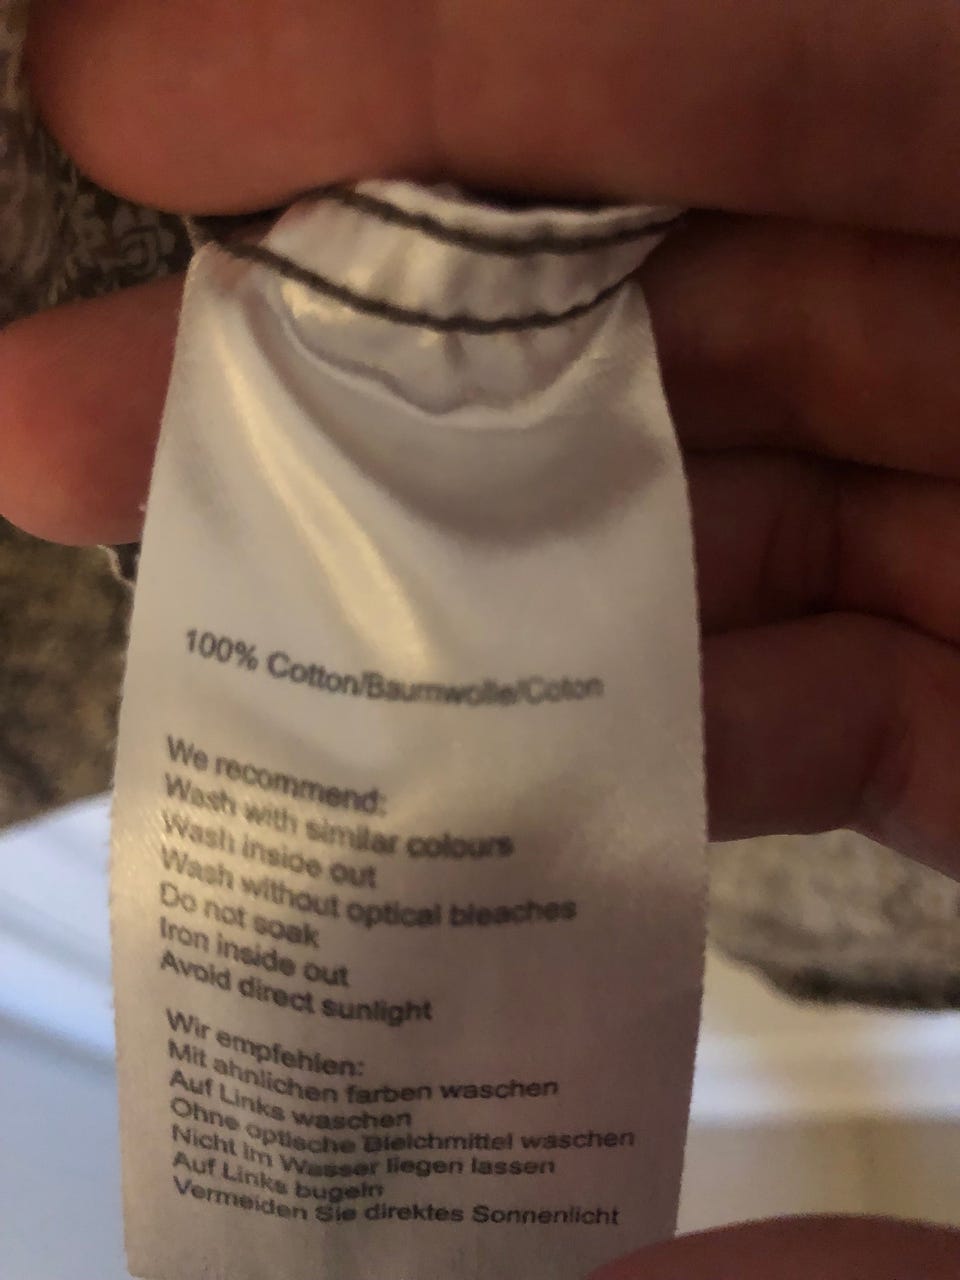 100% Cotton/Baumwolle/Coton
We recommend:
Wash with similar colours
Wash inside out
Wash without optical bleaches
Do not soak
Iron inside out
Avoid direct sunlight
Wir empfehlen:
Mit ahnlichen farben waschen
Auf Links waschen
Ohne optische Bleichmittel waschen
Nicht im Wasser liegen lassen
Auf Links bugeln
Vermeiden Sie direktes Sonnenlicht